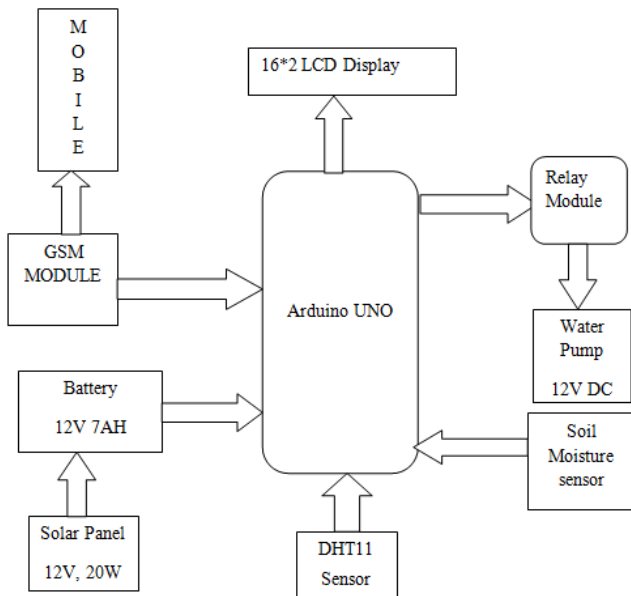 M
O
B
I
L
E
16*2 LCD Display
Relay
Module
GSM
MODULE
Arduino UNO
Water
Pump
12V DC
Battery
12V 7AH
Soil
Moisture
sensor
Solar Panel
12V, 20W
DHT11
Sensor